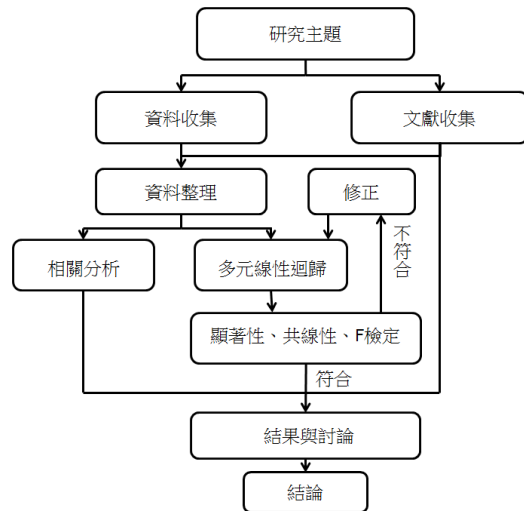 研究主題
資料收集
文獻收集
資料整理
修正
不符合
相關分析
多元線性迴歸
顯著性、共線性、F檢定
符合
結果與討論
結論